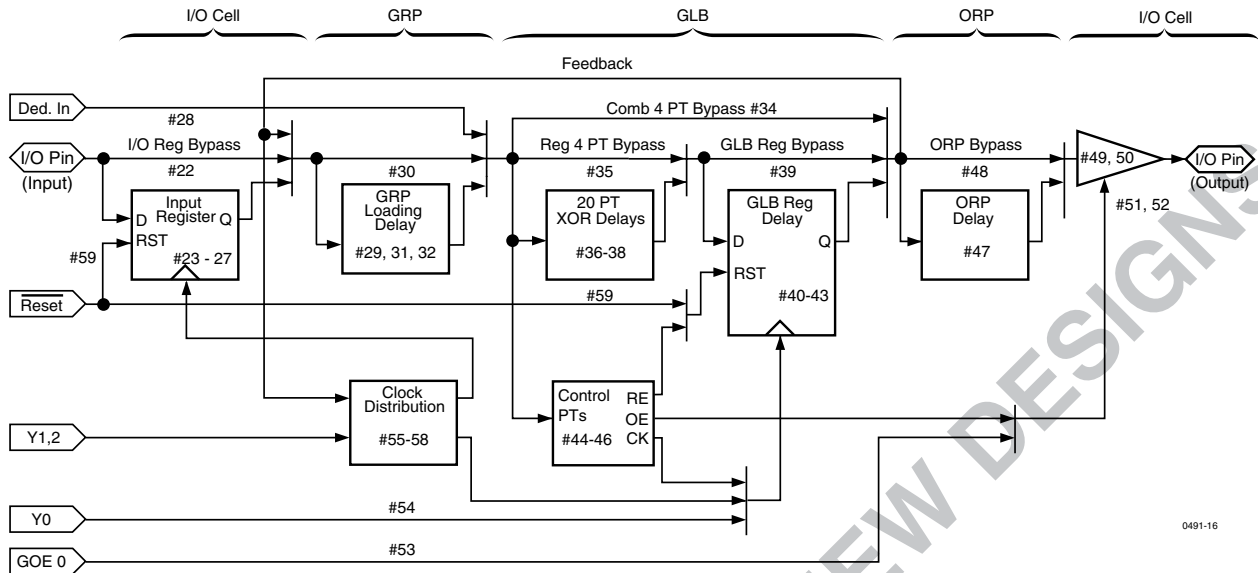 I/O Cell GRP GLB ORP I/O Cell
Feedback
Ded. In
#28
Comb 4 PT Bypass #34
I/O Pin
(Input)
I/O Reg Bypass
#22
#30
Reg 4 PT Bypass
#35
GLB Reg Bypass
#39
ORP Bypass
#48
#49, 50
I/O Pin
(Output)
#51, 52
Input
Register
D Q
RST
#23 - 27
#59
GRP
Loading
Delay
#29, 31, 32
20 PT
XOR Delays
#36-38
GLB Reg
Delay
D Q
RST
#40-43
ORP
Delay
#47
Reset
#59
Clock
Distribution
#55-58
Control
PTs
#44-46
RE
OE
CK
Y1,2
Y0
#54
GOE 0
#53
0491-16
EW DESIGNS